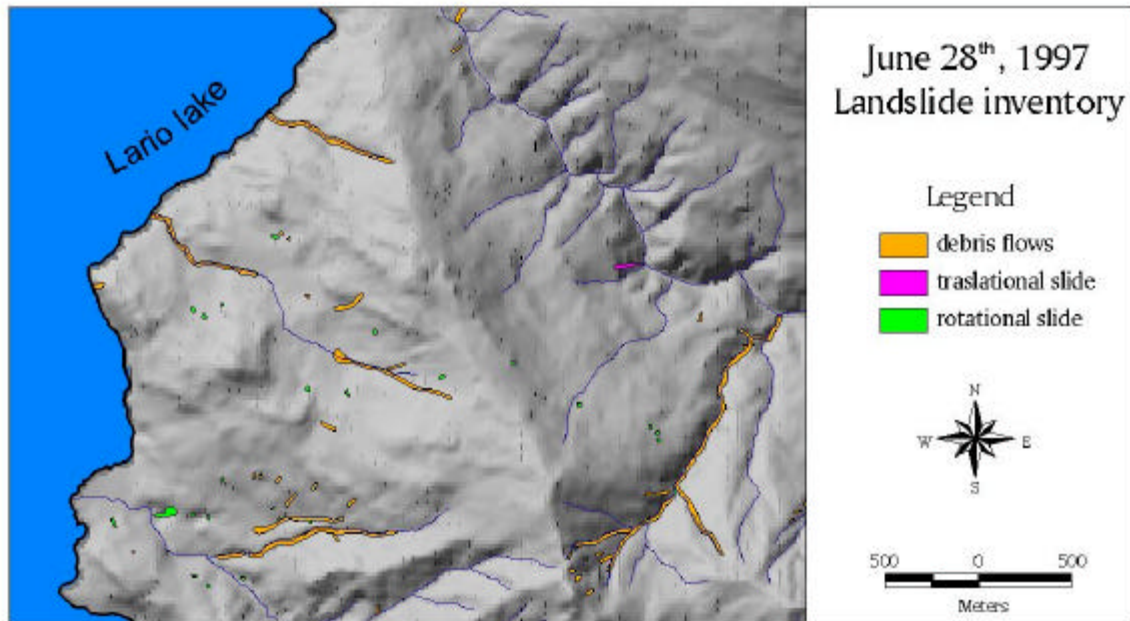 June 28th, 1997
Landslide inventory
Lario lake
Legend
debris flows
traslational slide
rotational slide
N
W E
S
500 0 500
Meters